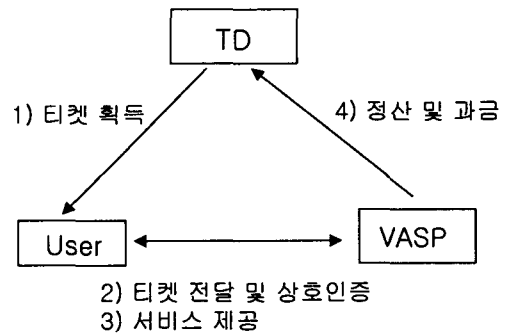 TD
1) 티켓 획득
4) 정산 및 과금
User
VASP
2) 티켓 전달 및 상호인증
3) 서비스 제공